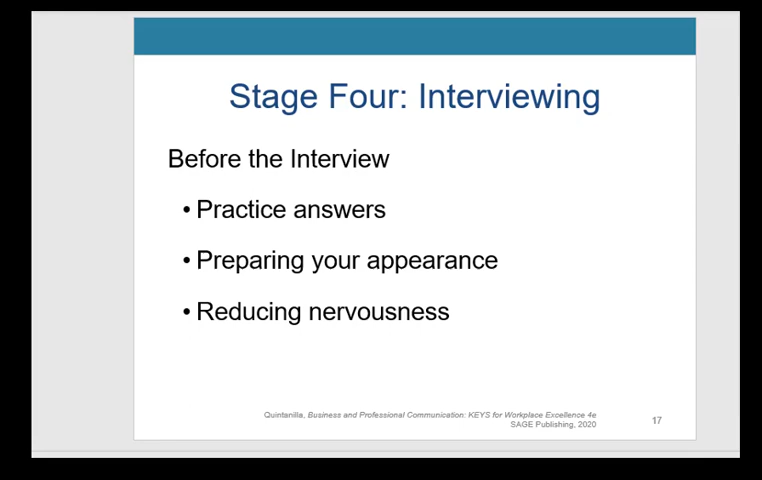 Stage Four: Interviewing
Before the Interview
• Practice answers
• Preparing your appearance
• Reducing nervousness
Quintanilla, Business and Professional Communication: KEYS for Workplace Excellence 4e
SAGE Publishing, 2020
17